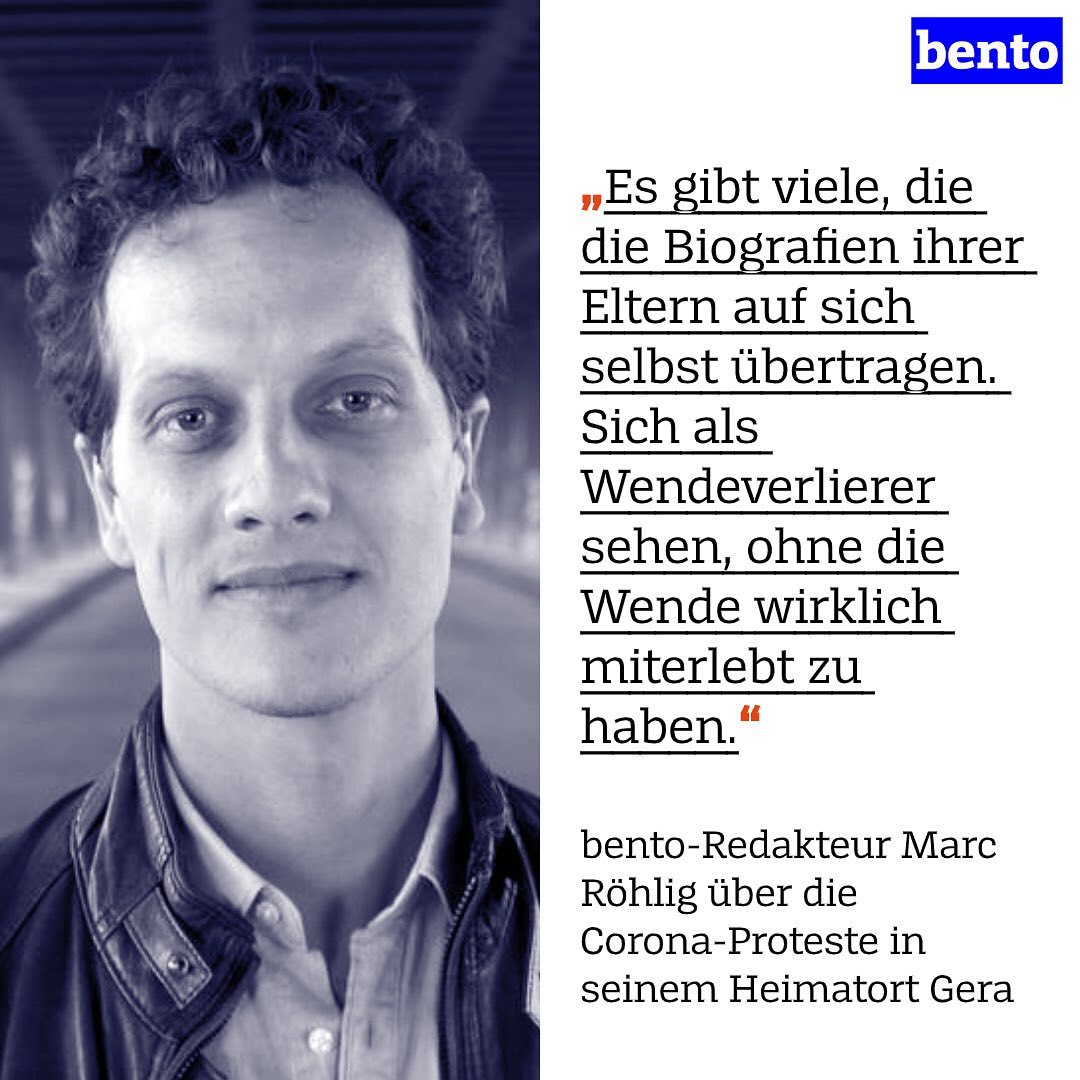 bento
„Es gibt viele, die
die Biografien ihrer
Eltern auf sich
selbst übertragen.
Sich als
Wendeverlierer
sehen, ohne die
Wende wirklich
miterlebt zu
haben.“
bento-Redakteur Marc
Röhlig über die
Corona-Proteste in
seinem Heimatort Gera